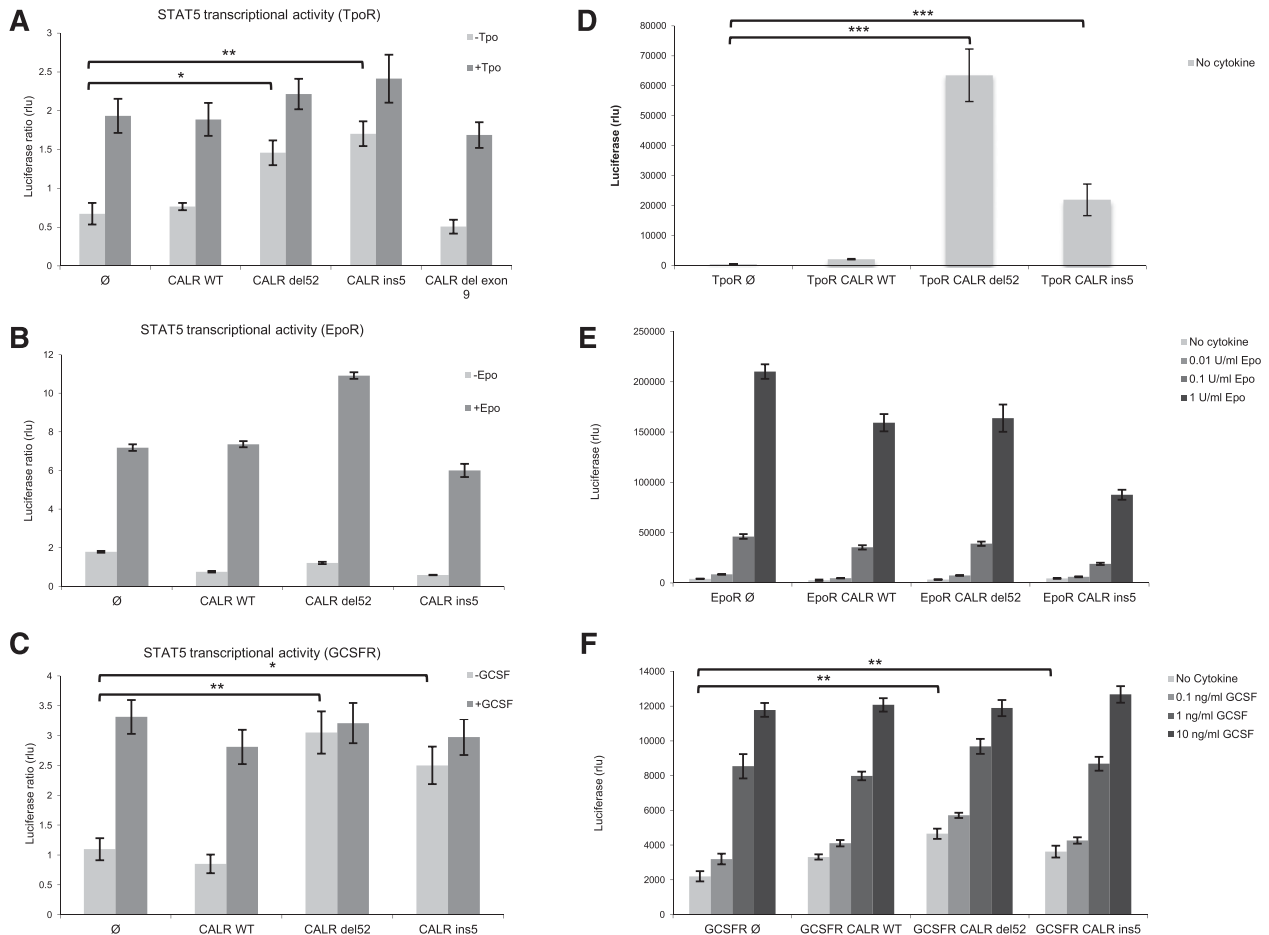 A
STAT5 transcriptional activity (TpoR)
Luciferase ratio (rlu)
3
2.5
2
1.5
1
0.5
0
**
*
-Tpo
+Tpo
Ø
CALR WT
CALR del52
CALR ins5
CALR del exon
9
B
STAT5 transcriptional activity (EpoR)
Luciferase ratio (rlu)
12
10
8
6
4
2
0
-Epo
+Epo
Ø
CALR WT
CALR del52
CALR ins5
C
STAT5 transcriptional activity (GCSFR)
Luciferase ratio (rlu)
4
3.5
3
2.5
2
1.5
1
0.5
0
*
**
-GCSF
+GCSF
Ø
CALR WT
CALR del52
CALR ins5
D
Luciferase (rlu)
80000
70000
60000
50000
40000
30000
20000
10000
0
***
***
No cytokine
TpoR Ø
TpoR CALR WT
TpoR CALR del52
TpoR CALR ins5
E
Luciferase (rlu)
250000
200000
150000
100000
50000
0
No cytokine
0.01 U/ml Epo
0.1 U/ml Epo
1 U/ml Epo
EpoR Ø
EpoR CALR WT
EpoR CALR del52
EpoR CALR ins5
F
Luciferase (rlu)
14000
12000
10000
8000
6000
4000
2000
0
**
**
No Cytokine
0.1 ng/ml GCSF
1 ng/ml GCSF
10 ng/ml GCSF
GCSFR Ø
GCSFR CALR WT
GCSFR CALR del52
GCSFR CALR ins5